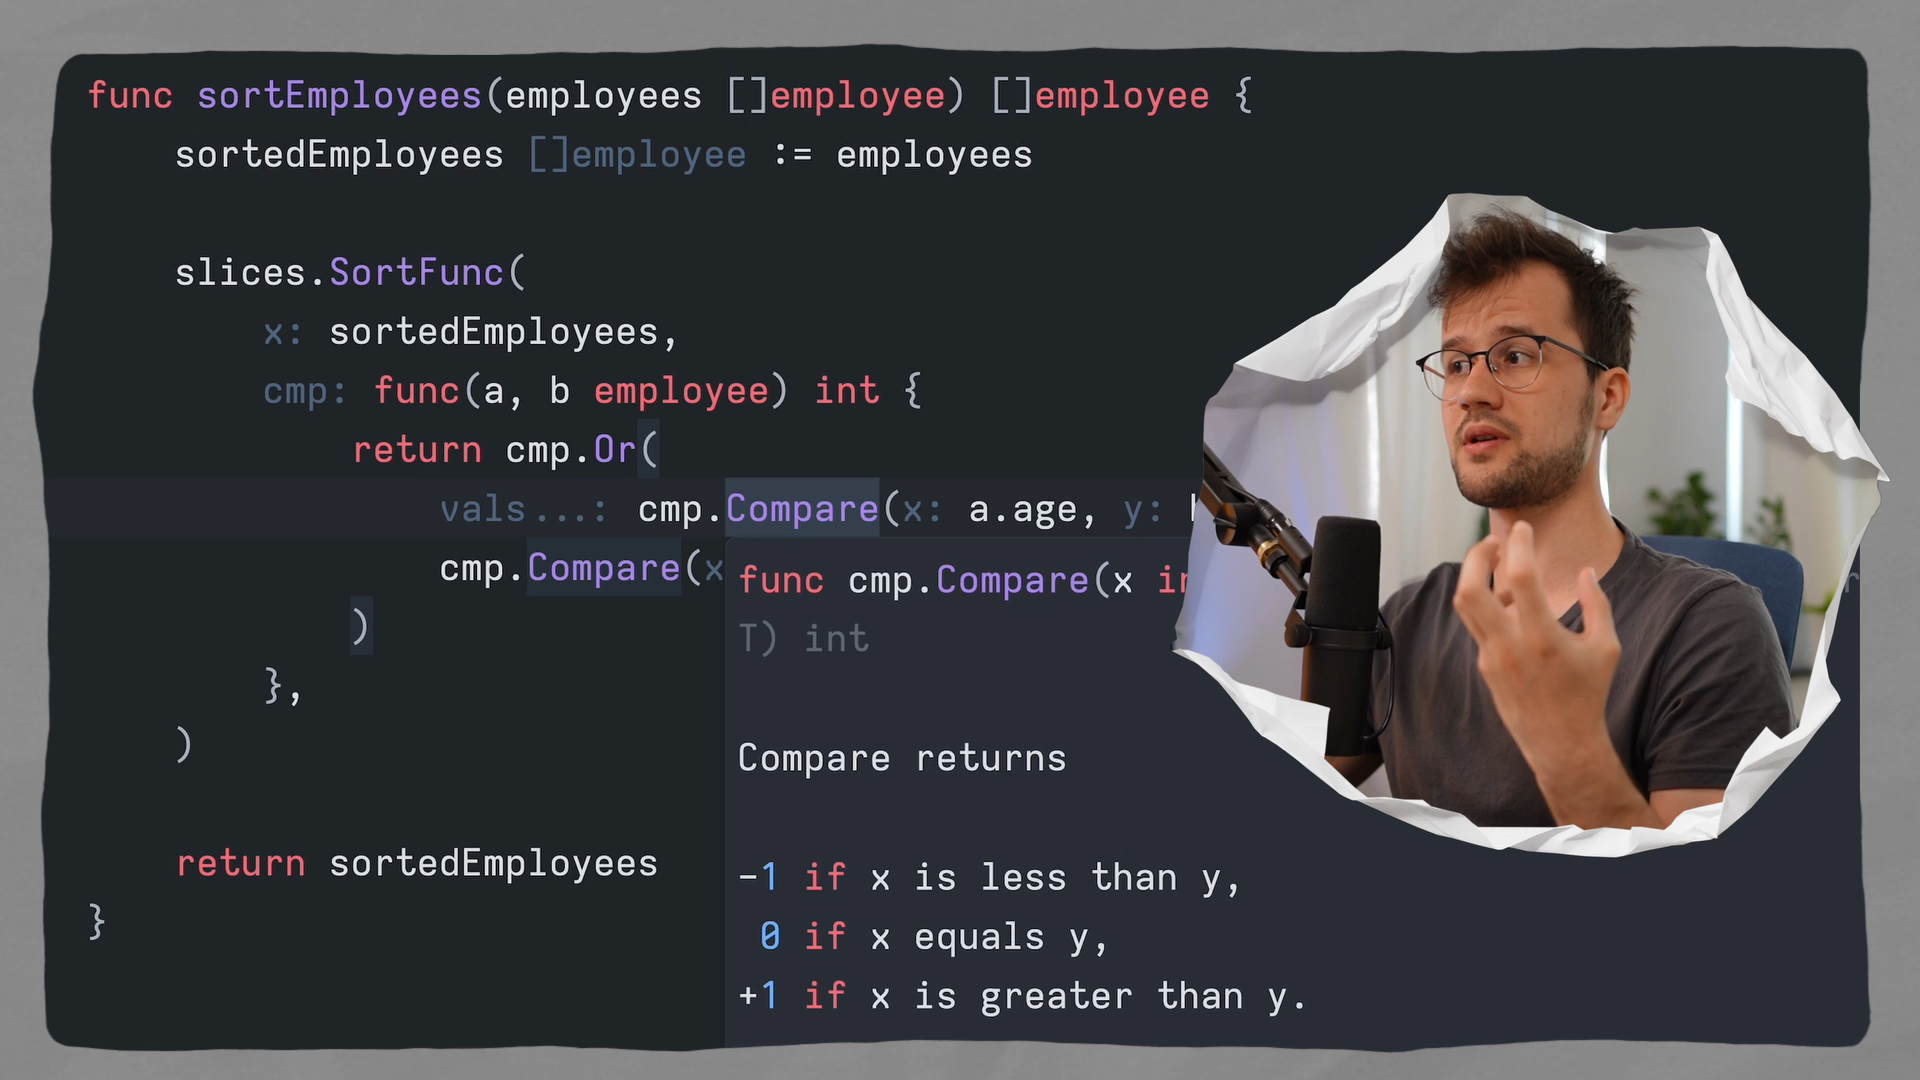 func sortEmployees(employees []employee) []employee {
sortedEmployees []employee := employees
slices.SortFunc(
x: sortedEmployees,
cmp: func(a, b employee) int {
return cmp.Or(
vals...: cmp.Compare(x: a.age, y:
cmp.Compare(x
)
},
)
return sortedEmployees
}
func cmp.Compare(x
T) int
Compare returns
-1 if x is less than y,
0 if x equals y,
+1 if x is greater than y.